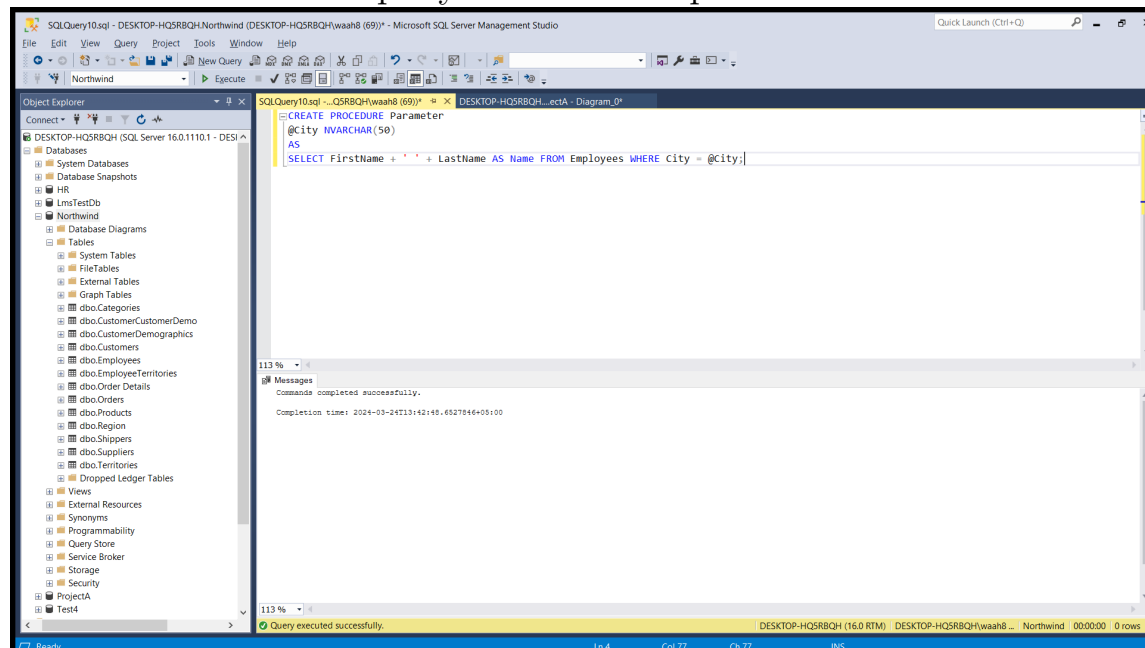 SQLQuery10.sql - DESKTOP-HQ5RBQH.Northwind (DESKTOP-HQ5RBQH\waah8 (69))* - Microsoft SQL Server Management Studio
Quick Launch (Ctrl+Q)
File Edit View Query Project Tools Window Help
New Query
Northwind
Execute
Object Explorer
SQLQuery10.sql -...Q5RBQH\waah8 (69))*
DESKTOP-HQ5RBQH,...ectA - Diagram_0*
Connect
DESKTOP-HQ5RBQH (SQL Server 16.0.1110.1 - DESI
Databases
System Databases
Database Snapshots
HR
LmsTestDb
Northwind
Database Diagrams
Tables
System Tables
FileTables
External Tables
Graph Tables
dbo.Categories
dbo.CustomerCustomerDemo
dbo.CustomerDemographics
dbo.Customers
dbo.Employees
dbo.EmployeeTerritories
dbo.Order Details
dbo.Orders
dbo.Products
dbo.Region
dbo.Shippers
dbo.Suppliers
dbo.Territories
Dropped Ledger Tables
Views
External Resources
Synonyms
Programmability
Query Store
Service Broker
Storage
Security
ProjectA
Test4
CREATE PROCEDURE Parameter
@City NVARCHAR(50)
AS
SELECT FirstName + ' ' + LastName AS Name FROM Employees WHERE City = @City;
113 %
Messages
Commands completed successfully.
Completion time: 2024-03-24T13:42:48.6527846+05:00
113 %
Query executed successfully.
DESKTOP-HQ5RBQH (16.0 RTM) DESKTOP-HQ5RBQH\waah8 ... Northwind 00:00:00 0 rows
Ready Ln 4 Col 77 Ch 77 INS